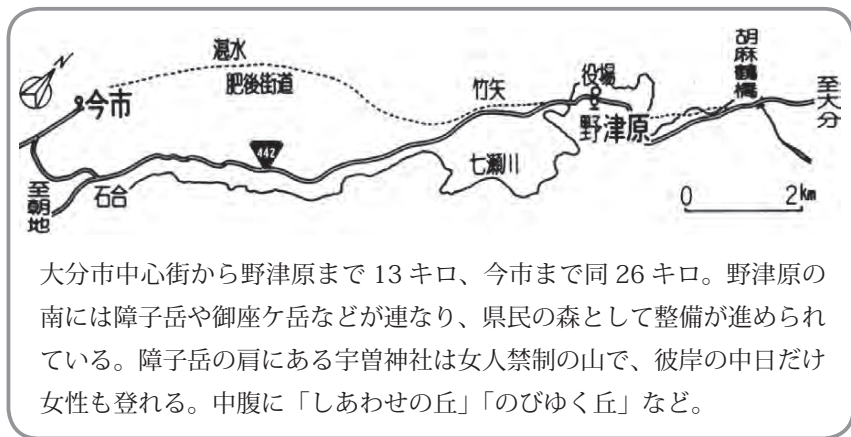 N
湛水
肥後街道
今市
442
石合
至朝地
竹矢
役場
野津原
七瀬川
胡麻鶴橋
至大分
0 2km
大分市中心街から野津原まで 13 キロ、今市まで同 26 キロ。野津原の
南には障子岳や御座ケ岳などが連なり、県民の森として整備が進められ
ている。障子岳の肩にある宇曽神社は女人禁制の山で、彼岸の中日だけ
女性も登れる。中腹に「しあわせの丘」「のびゆく丘」など。